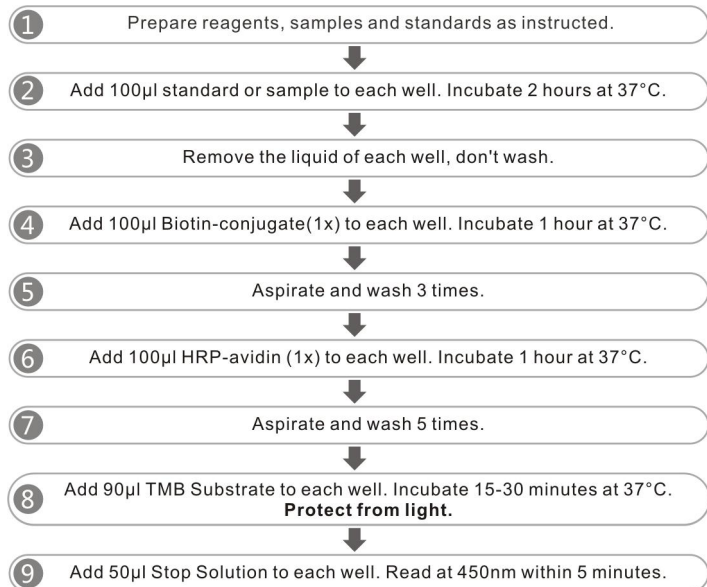 1 Prepare reagents, samples and standards as instructed.
2 Add 100μl standard or sample to each well. Incubate 2 hours at 37°C.
3 Remove the liquid of each well, don't wash.
4 Add 100μl Biotin-conjugate(1x) to each well. Incubate 1 hour at 37°C.
5 Aspirate and wash 3 times.
6 Add 100μl HRP-avidin (1x) to each well. Incubate 1 hour at 37°C.
7 Aspirate and wash 5 times.
8 Add 90μl TMB Substrate to each well. Incubate 15-30 minutes at 37°C.
Protect from light.
9 Add 50μl Stop Solution to each well. Read at 450nm within 5 minutes.